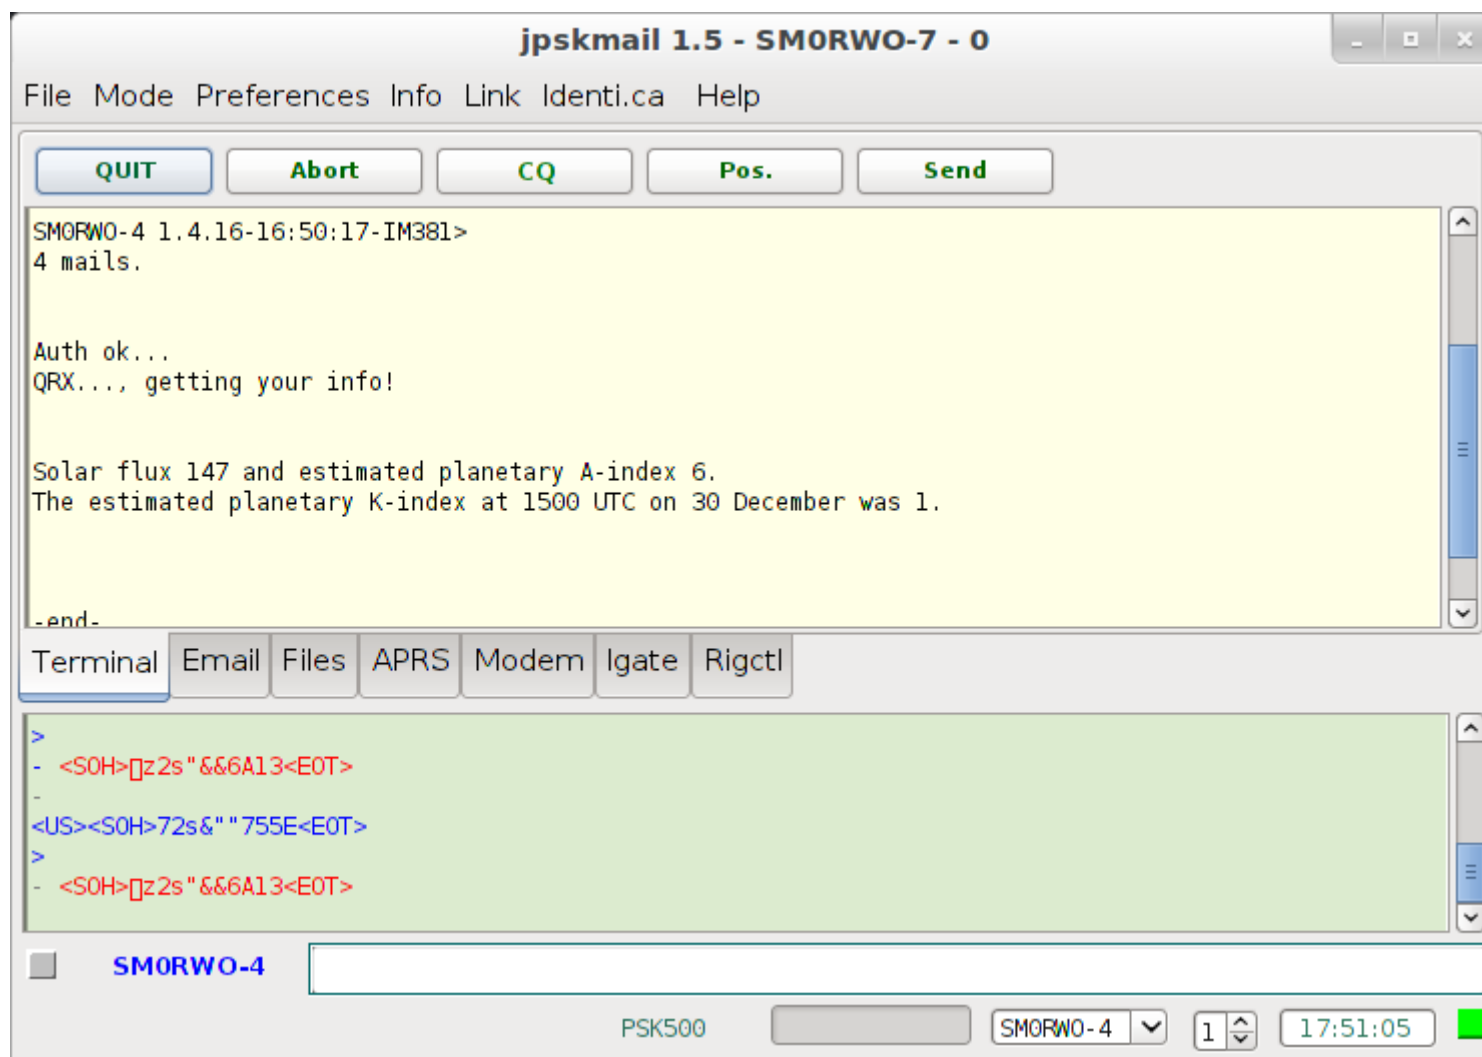 jpskmail 1.5 - SM0RWO-7 - 0
File Mode Preferences Info Link Identi.ca Help
QUIT Abort CQ Pos. Send
SM0RWO-4 1.4.16-16:50:17-IM38l>
4 mails.
Auth ok...
QRX..., getting your info!
Solar flux 147 and estimated planetary A-index 6.
The estimated planetary K-index at 1500 UTC on 30 December was 1.
-end-
Terminal Email Files APRS Modem Igate Rigctl
>
- <SOH>▯z2s"&&6A13<EOT>
-
<US><SOH>72s&""755E<EOT>
>
- <SOH>▯z2s"&&6A13<EOT>
SM0RWO-4
PSK500 SM0RWO-4 1 17:51:05